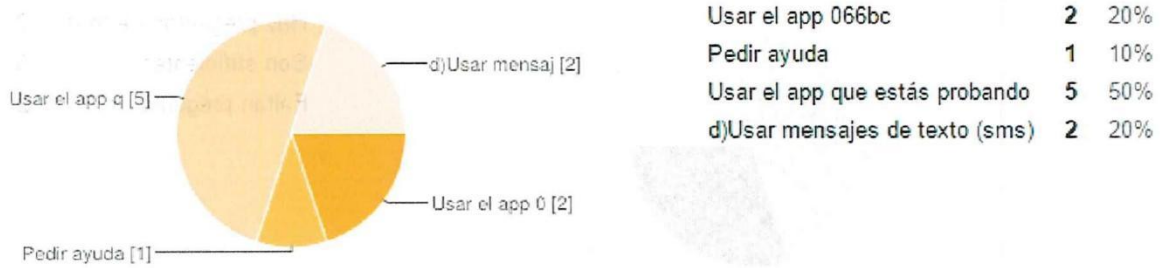 d)Usar mensaj [2]
Usar el app q [5]
Usar el app 0 [2]
Pedir ayuda [1]
Usar el app 066bc 2 20%
Pedir ayuda 1 10%
Usar el app que estás probando 5 50%
d)Usar mensajes de texto (sms) 2 20%